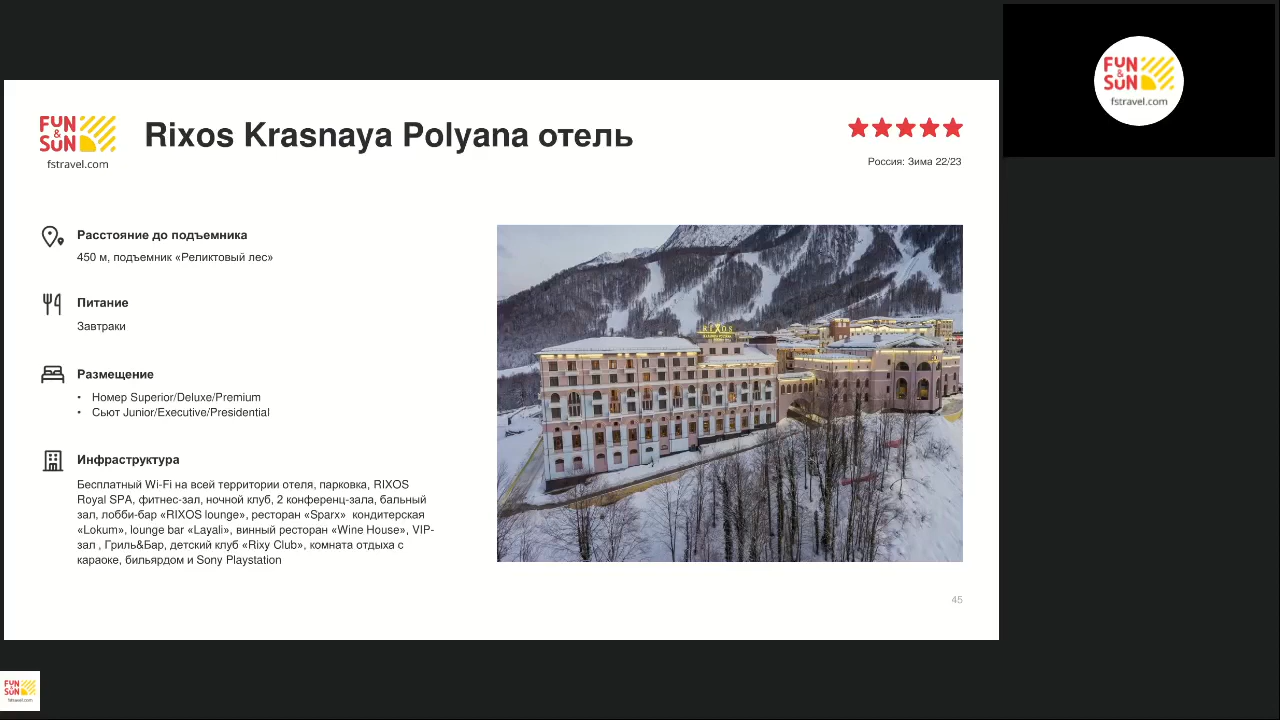 FUN
&
SUN
fstravel.com
Rixos Krasnaya Polyana отель
Россия: Зима 22/23
FUN
&
SUN
fstravel.com
Расстояние до подъемника
450 м, подъемник «Реликтовый лес»
Питание
Завтраки
Размещение
• Номер Superior/Deluxe/Premium
• Сьют Junior/Executive/Presidential
Инфраструктура
Бесплатный Wi-Fi на всей территории отеля, парковка, RIXOS
Royal SPA, фитнес-зал, ночной клуб, 2 конференц-зала, бальный
зал, лобби-бар «RIXOS lounge», ресторан «Sparx»  кондитерская
«Lokum», lounge bar «Layali», винный ресторан «Wine House», VIP-
зал , Гриль&Бар, детский клуб «Rixy Club», комната отдыха с
караоке, бильярдом и Sony Playstation
RIXOS
45
FUN
&
SUN
fstravel.com